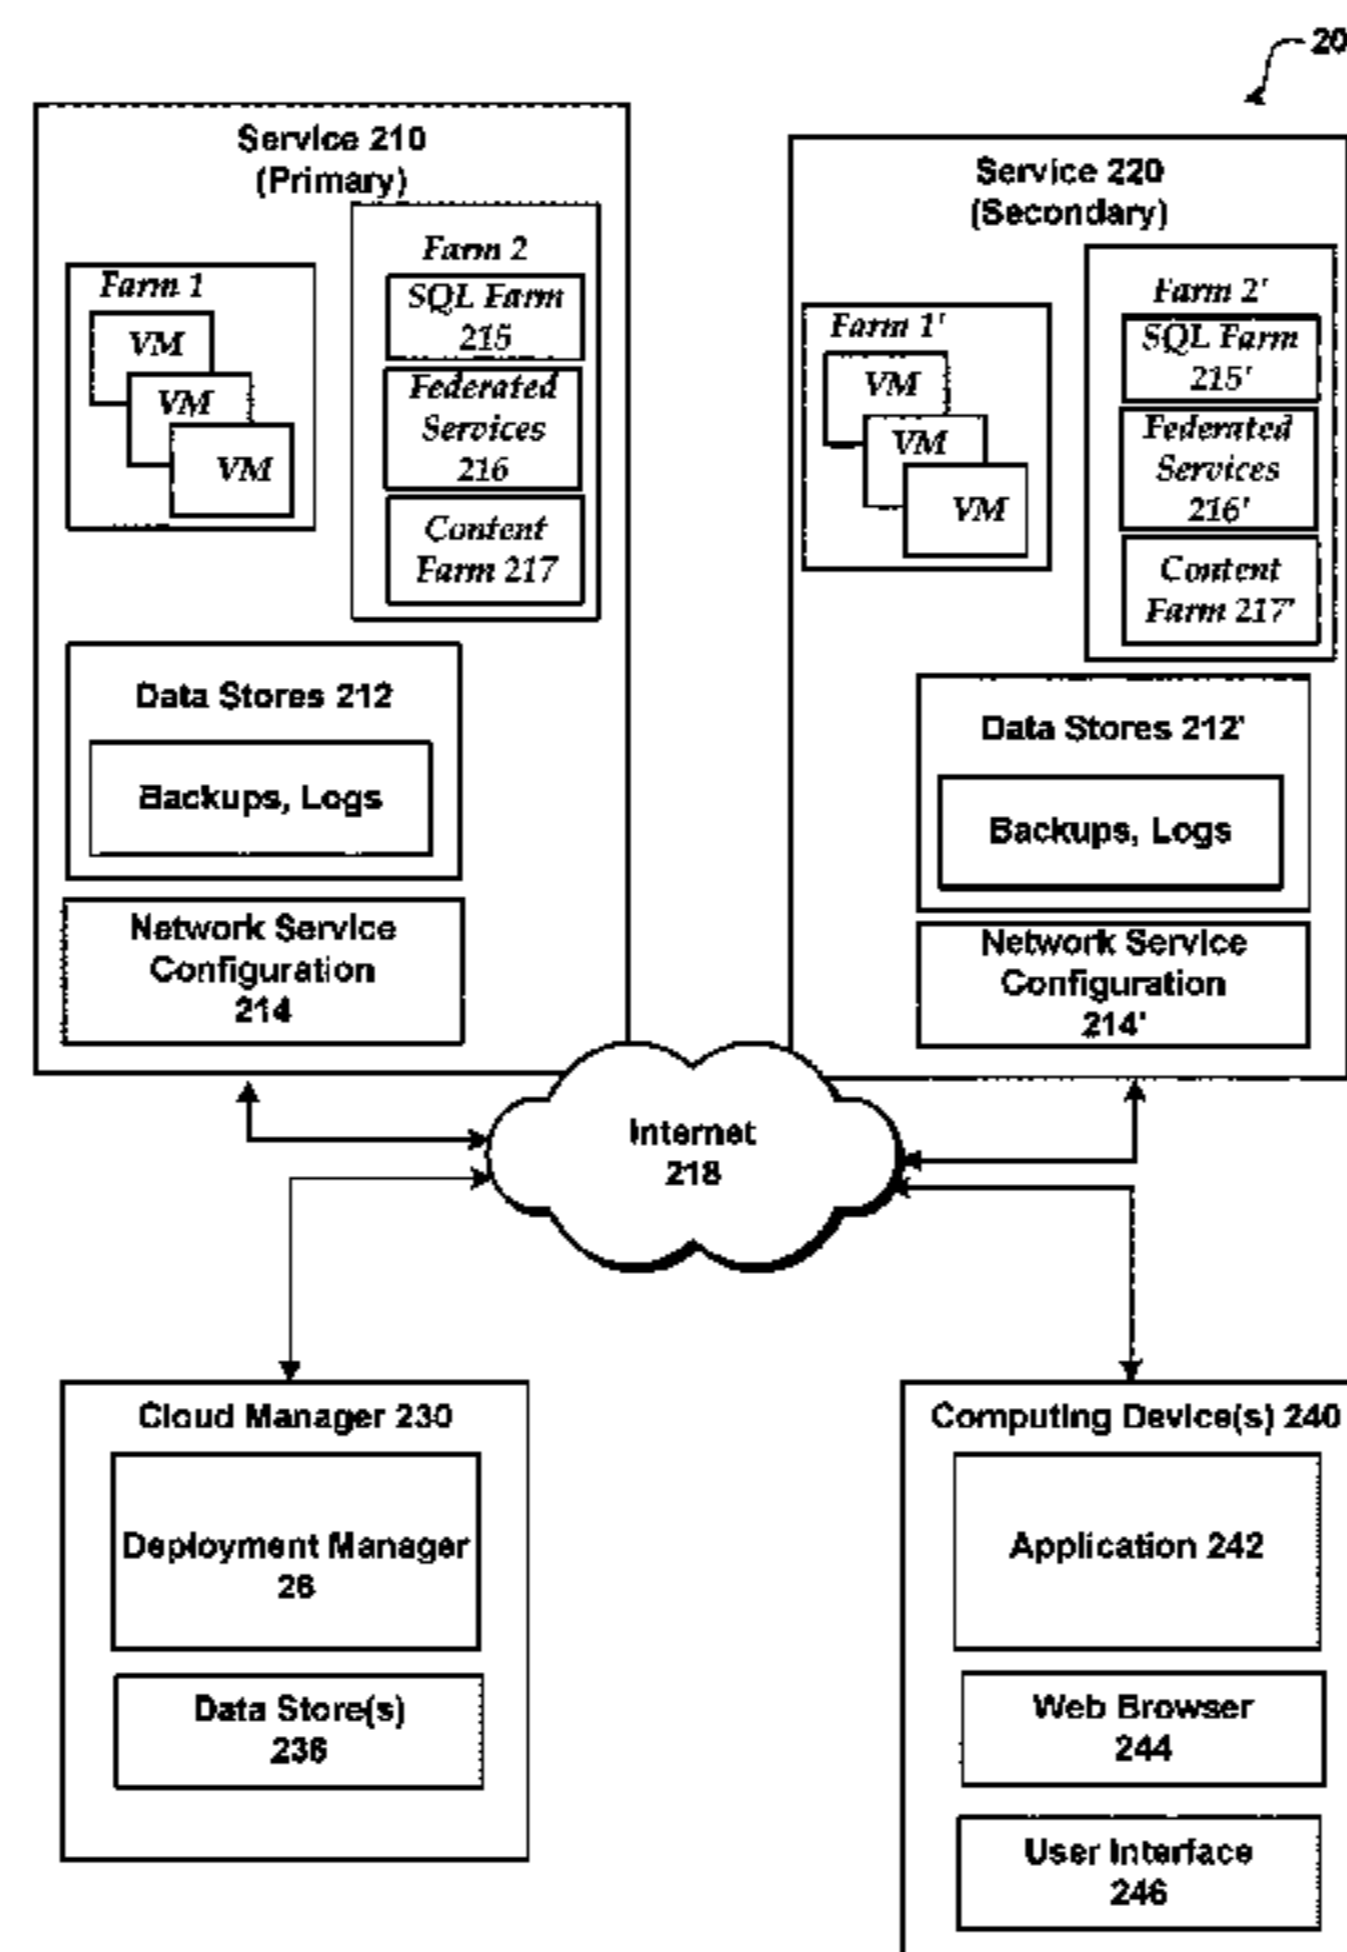 20
Service 210
(Primary)
Farm 1
VM
VM
VM
Farm 2
SQL Farm
215
Federated
Services
216
Content
Farm 217
Data Stores 212
Backups, Logs
Network Service
Configuration
214
Service 220
(Secondary)
Farm 1'
VM
VM
VM
Farm 2'
SQL Farm
215'
Federated
Services
216'
Content
Farm 217'
Data Stores 212'
Backups, Logs
Network Service
Configuration
214'
Internet
218
Cloud Manager 230
Deployment Manager
26
Data Store(s)
236
Computing Device(s) 240
Application 242
Web Browser
244
User Interface
246